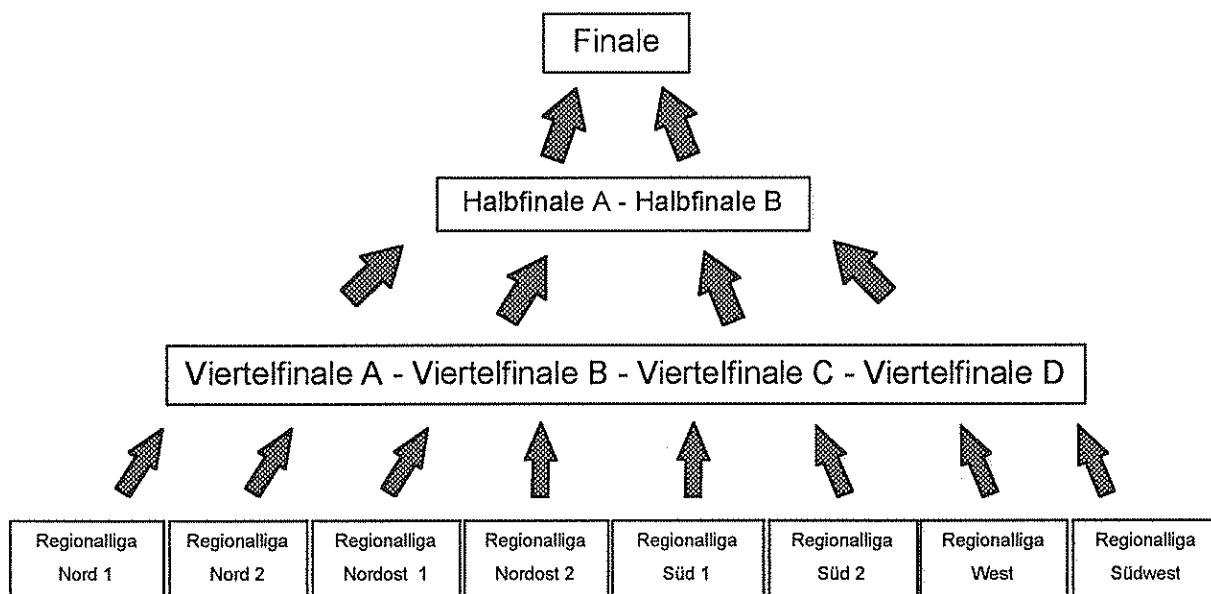 Finale
Halbfinale A - Halbfinale B
Viertelfinale A - Viertelfinale B - Viertelfinale C - Viertelfinale D
Regionalliga
Nord 1
Regionalliga
Nord 2
Regionalliga
Nordost 1
Regionalliga
Nordost 2
Regionalliga
Süd 1
Regionalliga
Süd 2
Regionalliga
West
Regionalliga
Südwest